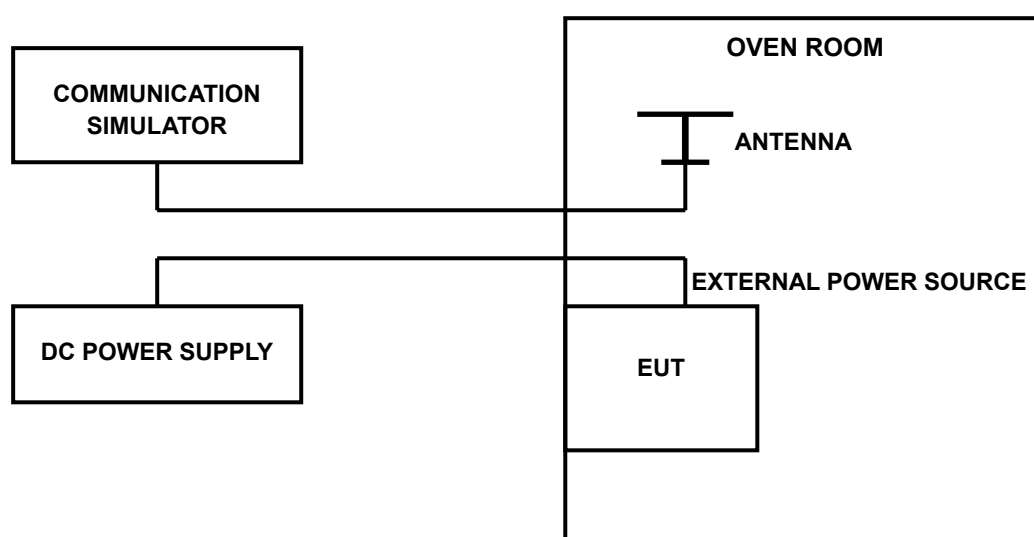 OVEN ROOM
COMMUNICATION
SIMULATOR
ANTENNA
EXTERNAL POWER SOURCE
DC POWER SUPPLY
EUT